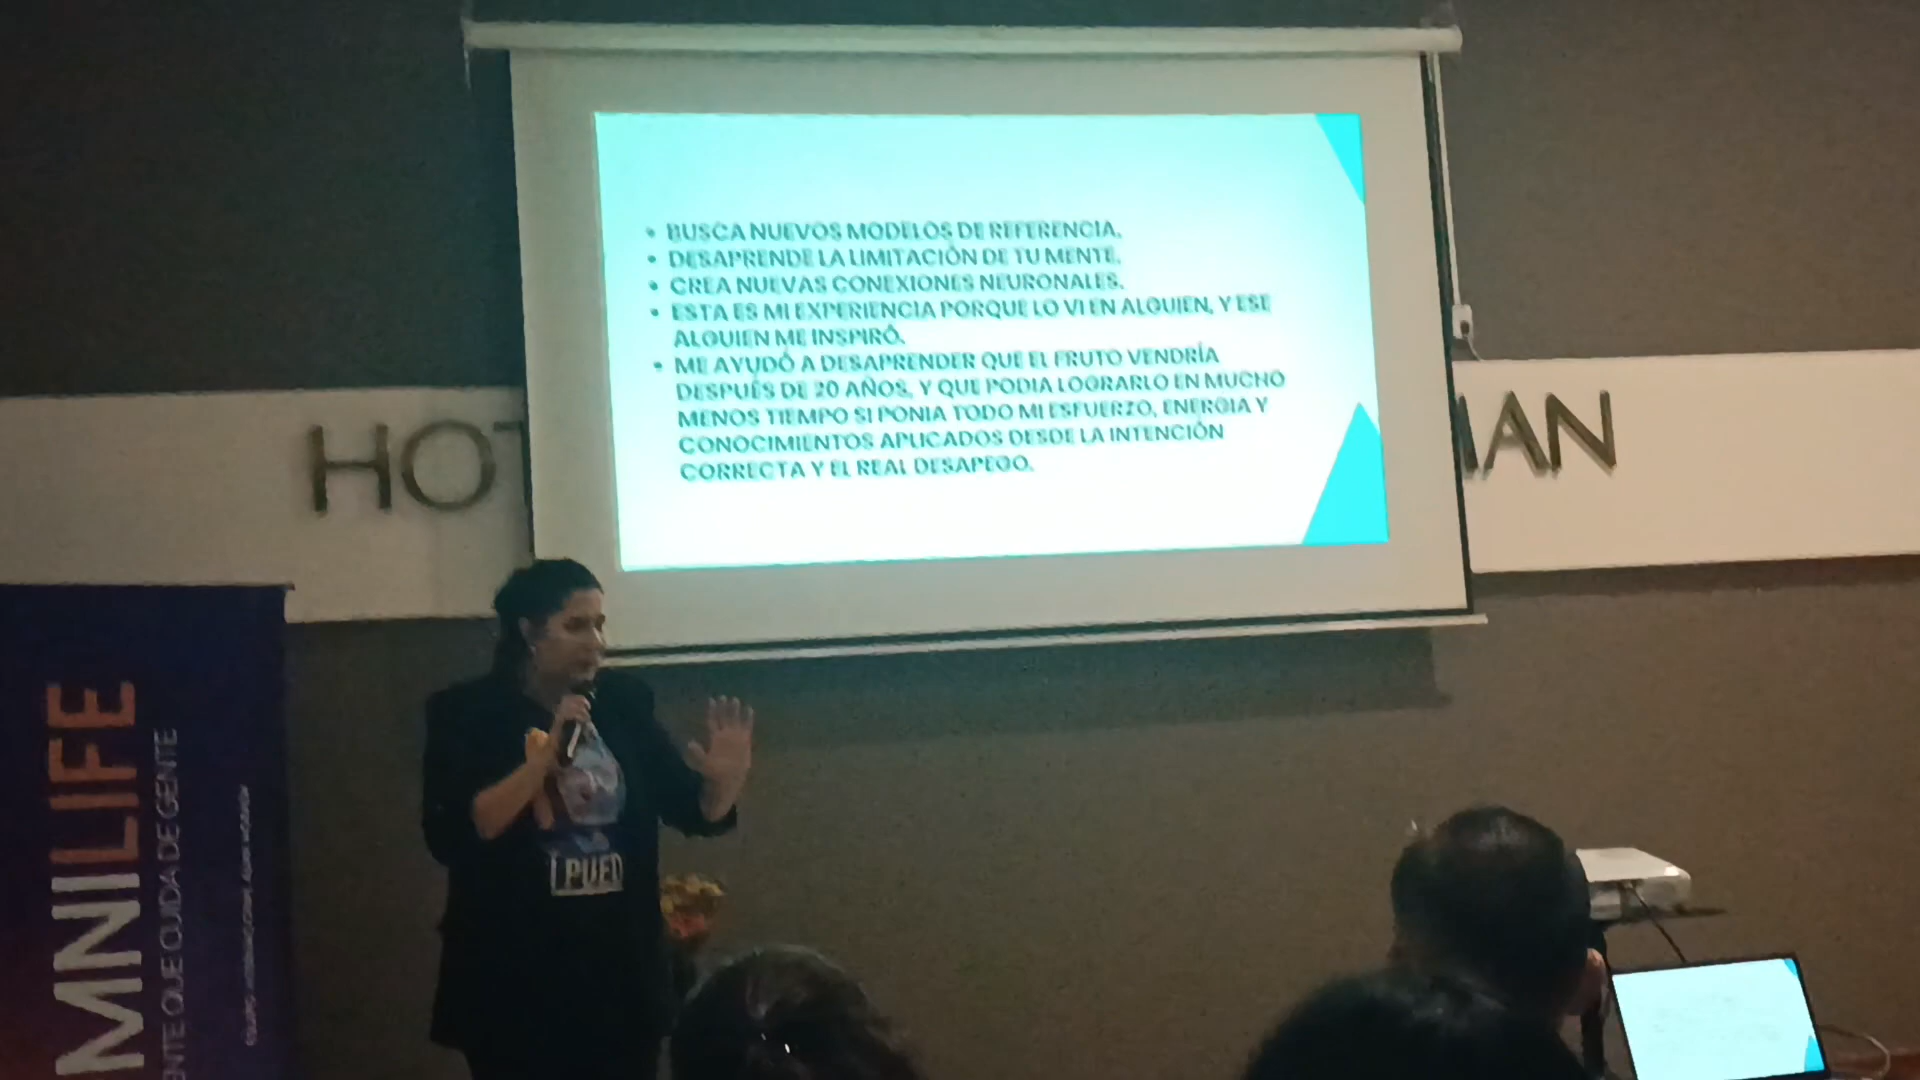 • BUSCA NUEVOS MODELOS DE REFERENCIA.
• DESAPRENDE LA LIMITACIÓN DE TU MENTE.
• CREA NUEVAS CONEXIONES NEURONALES.
• ESTA ES MI EXPERIENCIA PORQUE LO VI EN ALGUIEN, Y ESE
ALGUIEN ME INSPIRÓ.
• ME AYUDÓ A DESAPRENDER QUE EL FRUTO VENDRÍA
DESPUÉS DE 20 AÑOS, Y QUE PODIA LOGRARLO EN MUCHO
MENOS TIEMPO SI PONIA TODO MI ESFUERZO, ENERGIA Y
CONOCIMIENTOS APLICADOS DESDE LA INTENCIÓN
CORRECTA Y EL REAL DESAPEGO.
HOT
MAN
MNILIFE
ENTE QUE CUIDA DE GENTE
PUED